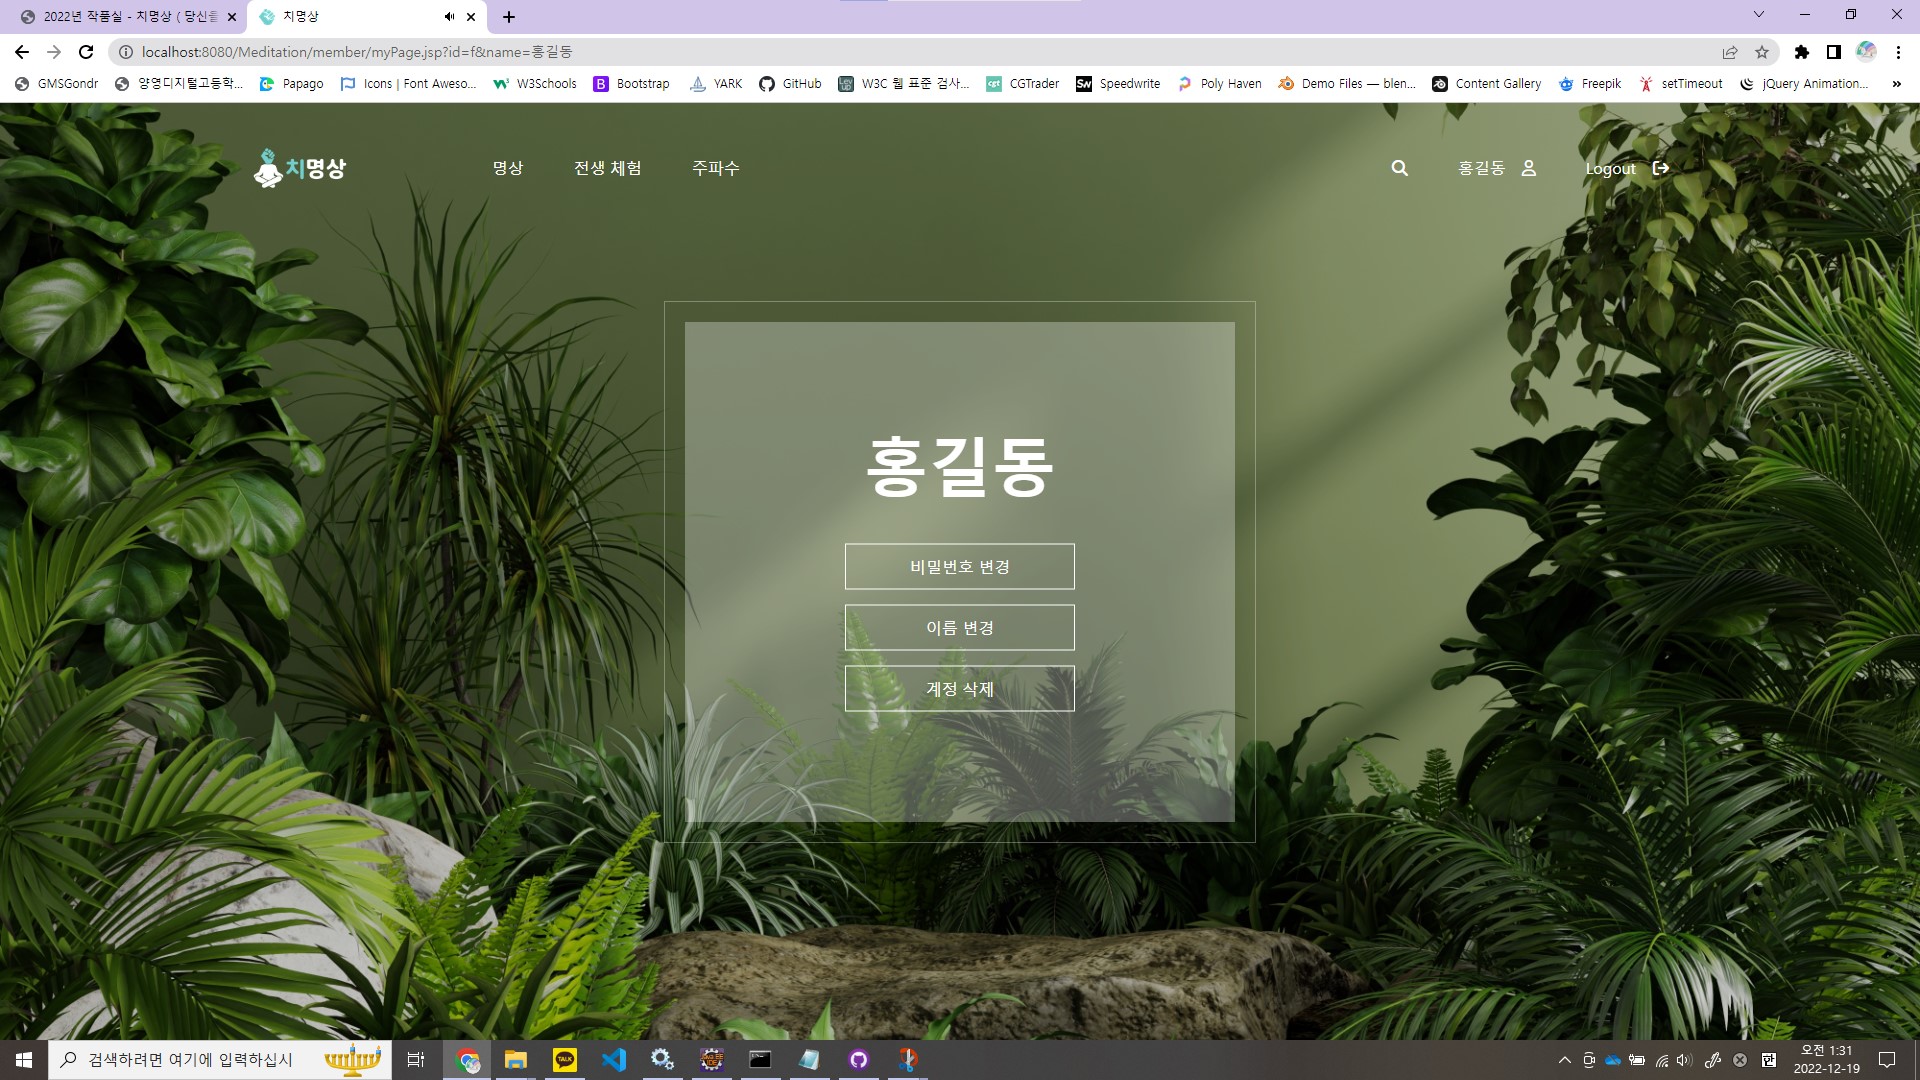 2022년 작품실 - 치명상 ( 당신을
치명상
localhost:8080/Meditation/member/myPage.jsp?id=f&name=홍길동
GMSGondr
양영디지털고등학...
Papago
Icons | Font Aweso...
W3Schools
Bootstrap
YARK
GitHub
W3C 웹 표준 검사...
CGTrader
Speedwrite
Poly Haven
Demo Files — blen...
Content Gallery
Freepik
setTimeout
jQuery Animation...
치명상
명상
전생 체험
주파수
홍길동
Logout
홍길동
비밀번호 변경
이름 변경
계정 삭제
검색하려면 여기에 입력하십시
TALK
한
오전 1:31
2022-12-19